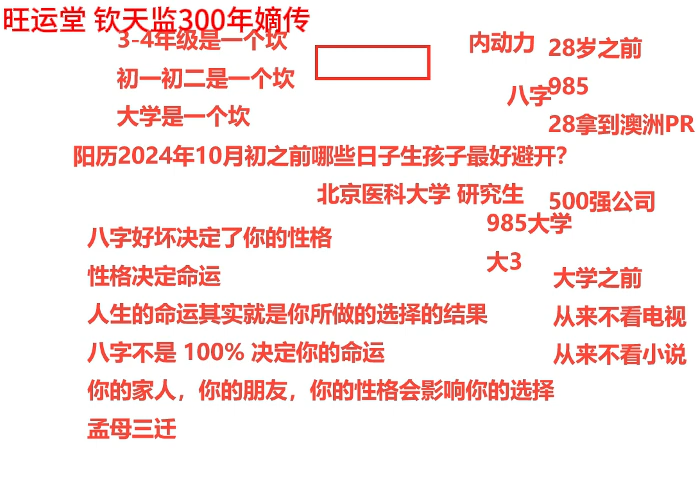 旺运堂 钦天监300年嫡传
3-4年级是一个坎
内动力
28岁之前
初一初二是一个坎
八字
985
大学是一个坎
28拿到澳洲PR
阳历2024年10月初之前哪些日子生孩子最好避开?
北京医科大学 研究生
500强公司
985大学
八字好坏决定了你的性格
大3
性格决定命运
大学之前
人生的命运其实就是你所做的选择的结果
从来不看电视
八字不是 100% 决定你的命运
从来不看小说
你的家人，你的朋友，你的性格会影响你的选择
孟母三迁